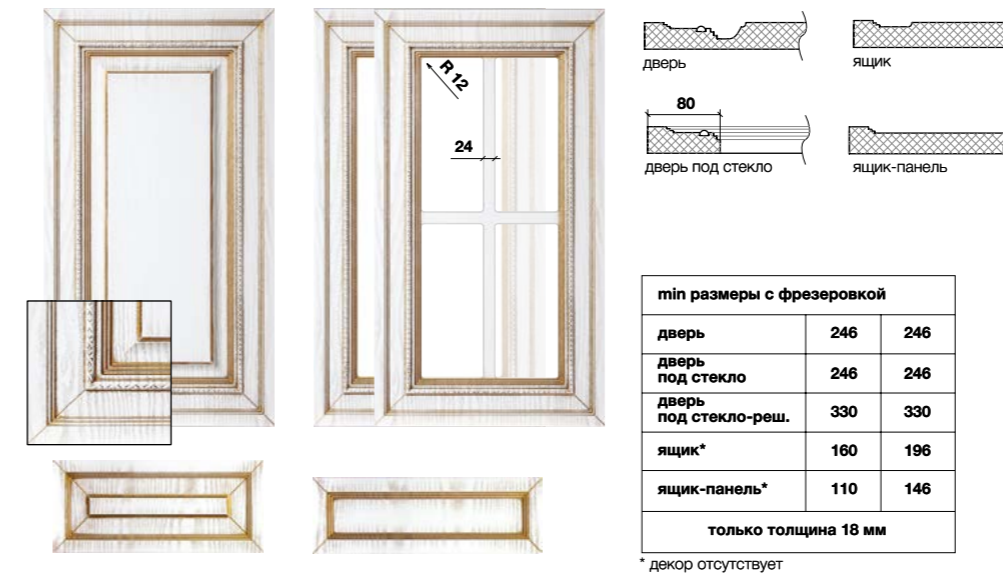 R 12
24
дверь
ящик
80
дверь под стекло
ящик-панель
min размеры с фрезеровкой
дверь 246 246
дверь
под стекло 246 246
дверь
под стекло-реш. 330 330
ящик* 160 196
ящик-панель* 110 146
только толщина 18 мм
* декор отсутствует